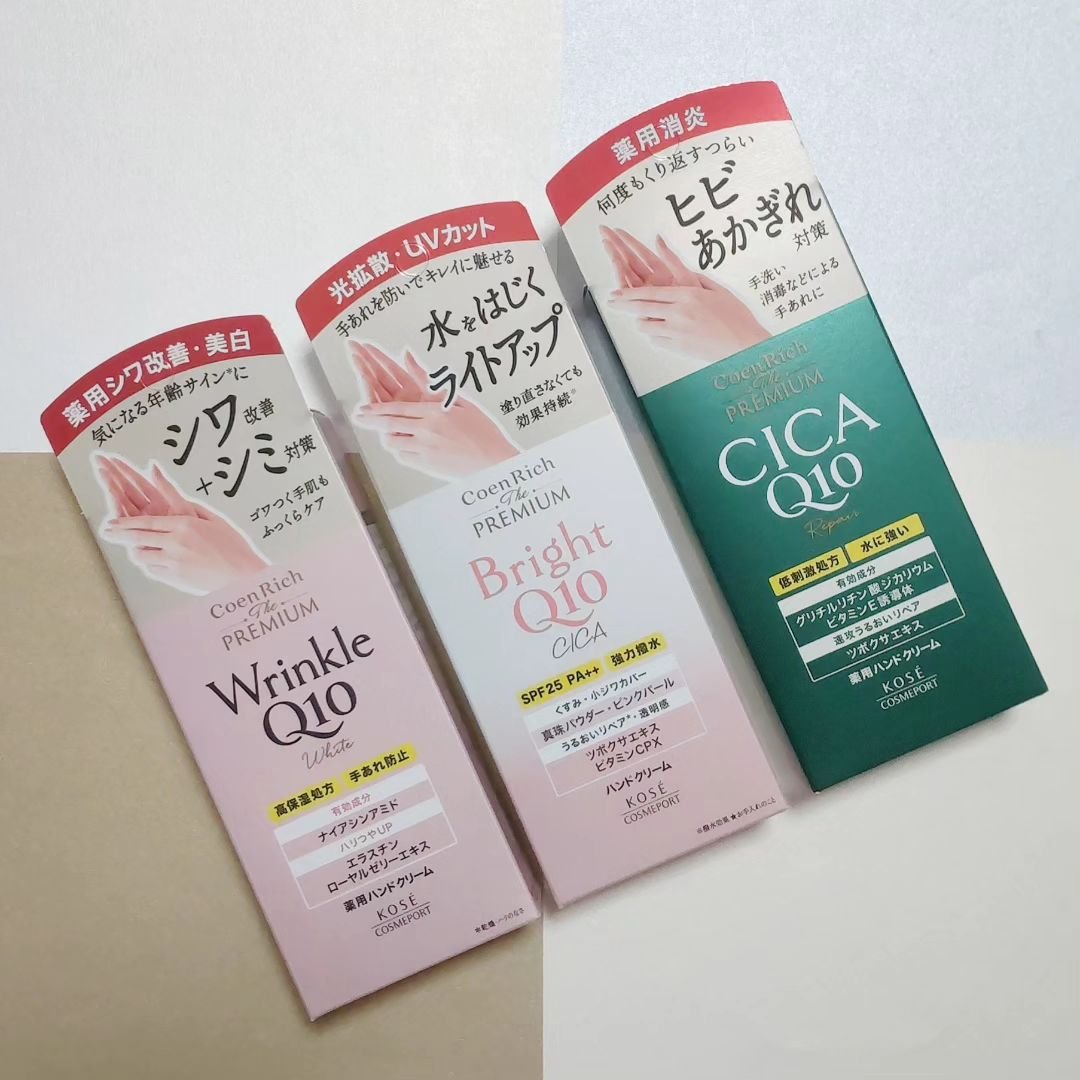 薬用シワ改善・美白
気になる年齢サイン*に
シワ改善
+シミ対策
ゴワつく手肌も
ふっくらケア
CoenRich
The
PREMIUM
Wrinkle
Q10
White
高保湿処方 手あれ防止
有効成分
ナイアシンアミド
ハリつやUP
エラスチン
ローヤルゼリーエキス
薬用ハンドクリーム
KOSÉ
COSMEPORT
光拡散・UVカット
手あれを防いでキレイに魅せる
水をはじく
ライトアップ
塗り直さなくても
効果持続*
CoenRich
The
PREMIUM
Bright
Q10
CICA
SPF25 PA++ 強力撥水
くすみ・小ジワカバー
真珠パウダー・ピンクパール
うるおいリペア★・透明感
ツボクサエキス
ビタミンCPX
ハンドクリーム
KOSÉ
COSMEPORT
※撥水効果 ★お手入れのこと
薬用消炎
何度もくり返すつらい
ヒビ
あかぎれ
対策
手洗い
消毒などによる
手あれに
CoenRich
The
PREMIUM
CICA
Q10
Repair
低刺激処方 水に強い
有効成分
グリチルリチン酸ジカリウム
ビタミンE誘導体
速攻うるおいリペア
ツボクサエキス
薬用ハンドクリーム
KOSÉ
COSMEPORT